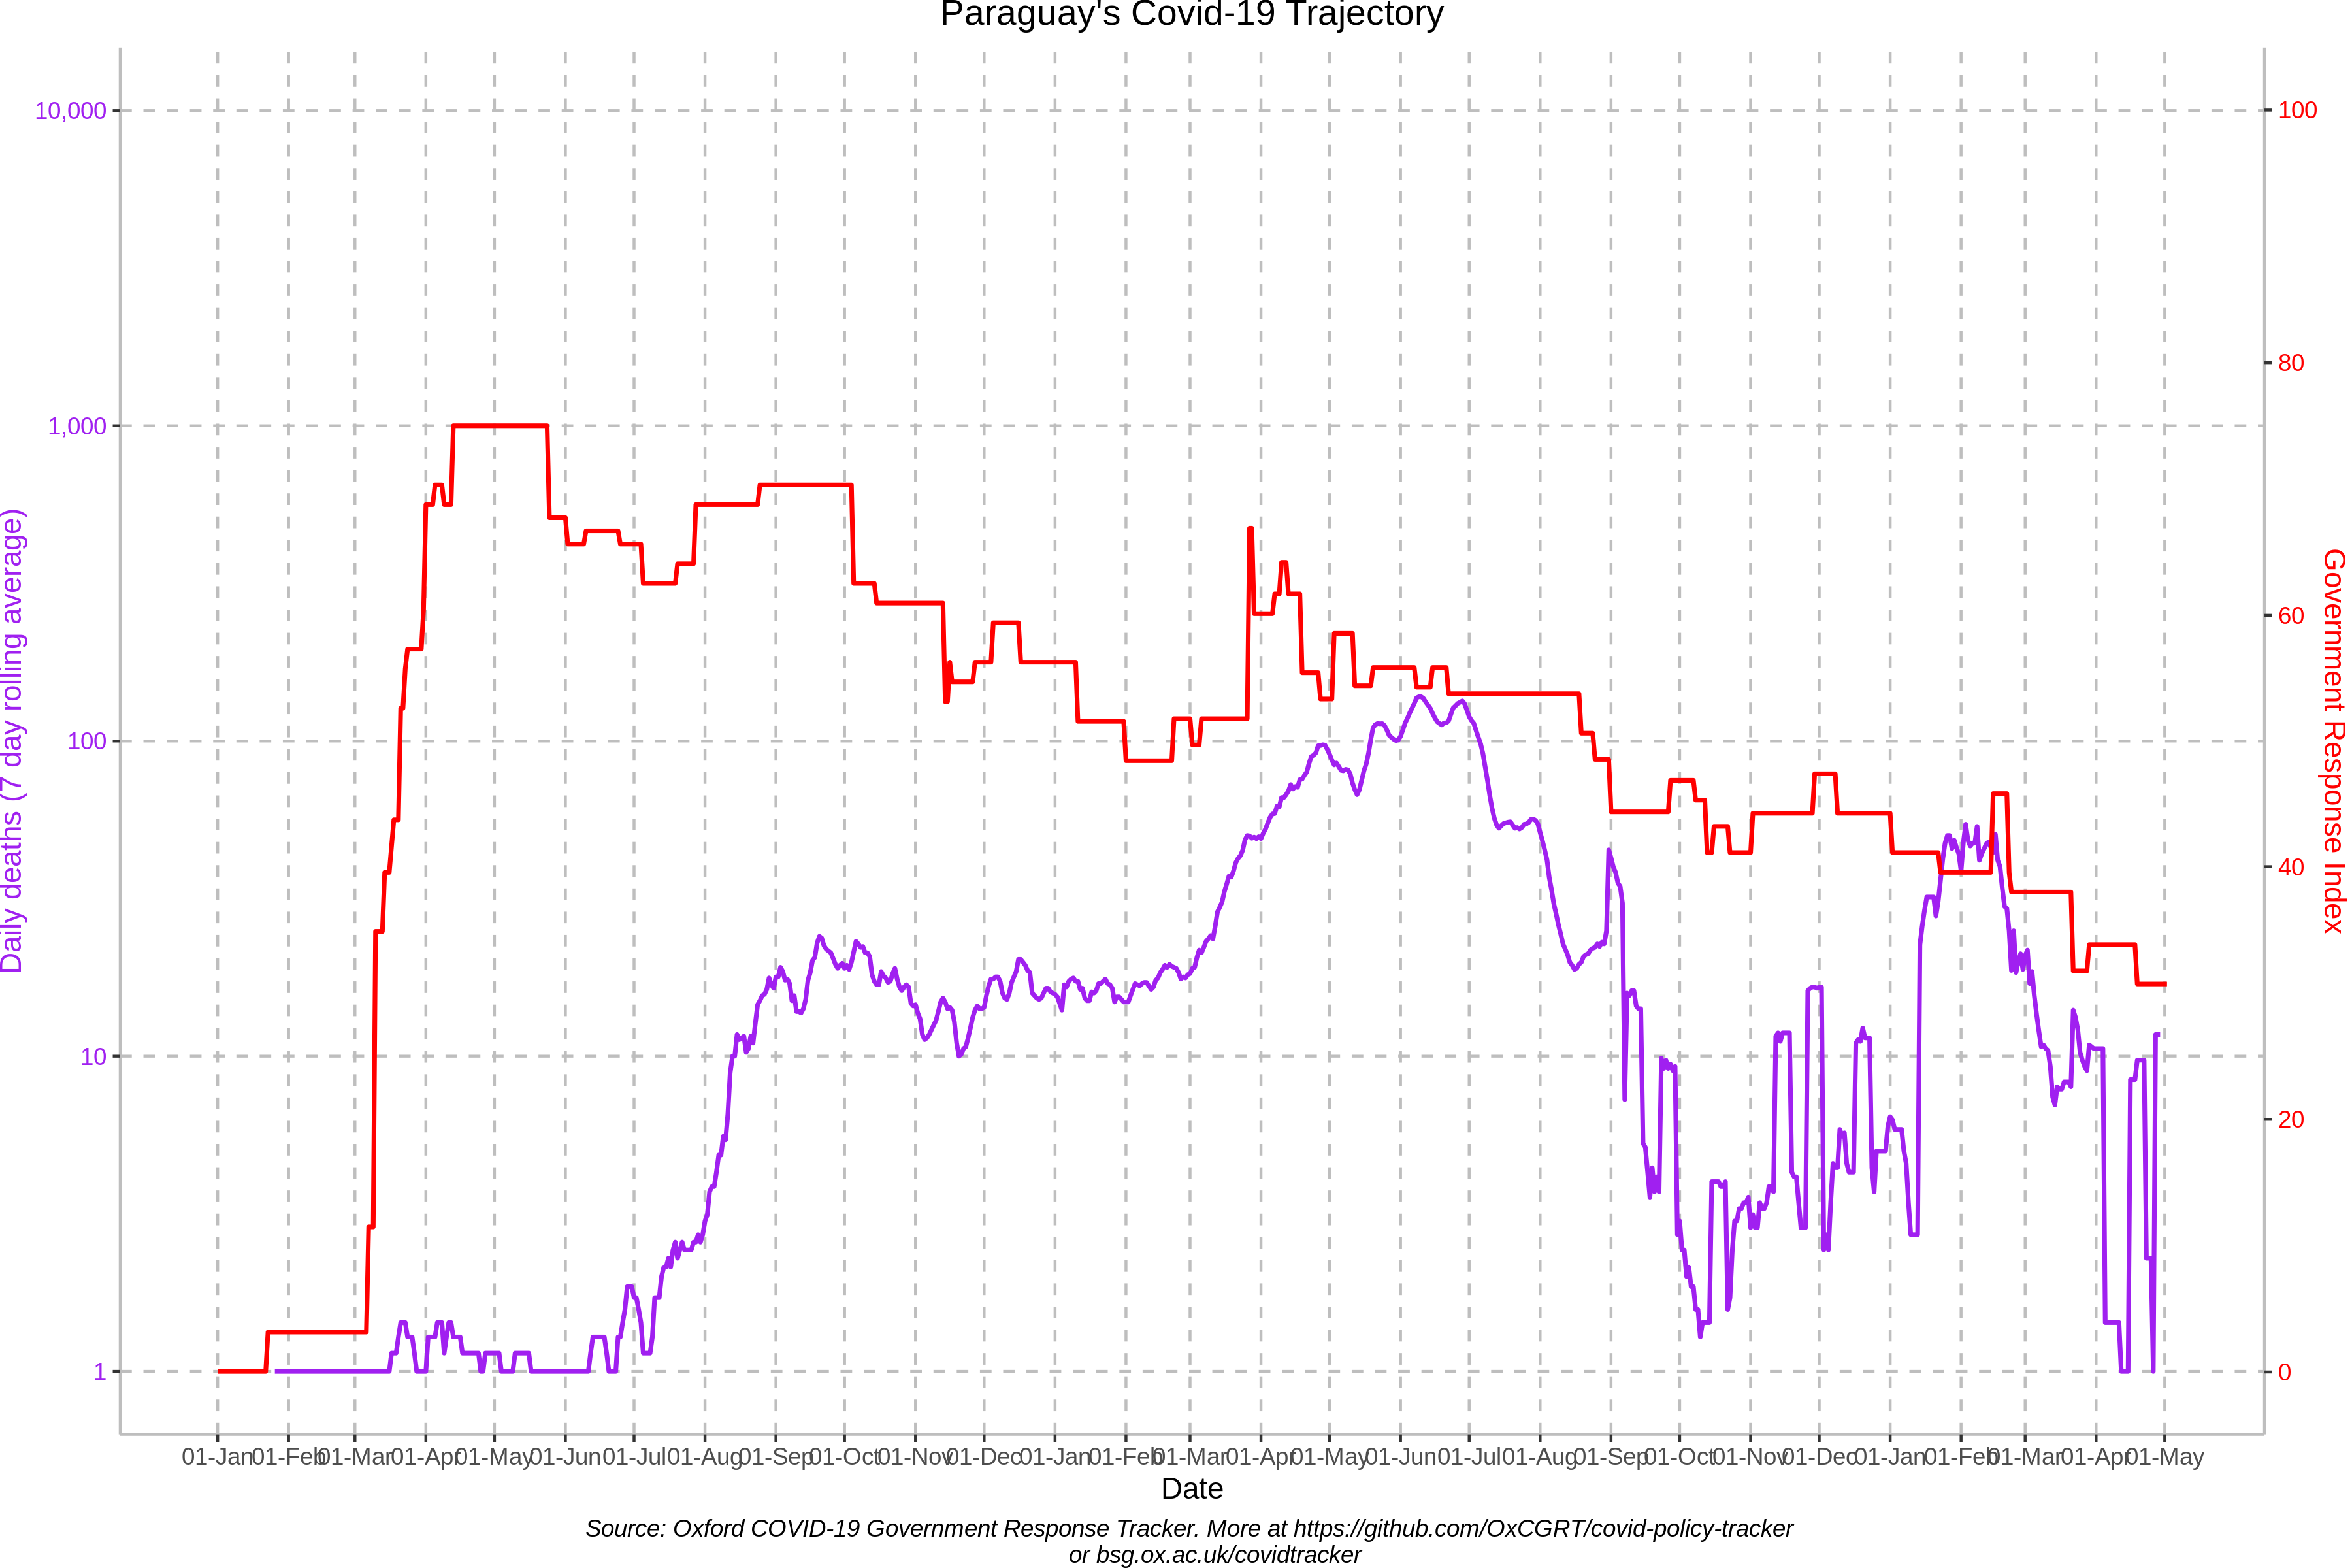 Paraguay's Covid-19 Trajectory
Daily deaths (7 day rolling average)
10,000
1,000
100
10
1
100
80
60
40
20
0
Government Response Index
01-Jan
01-Feb
01-Mar
01-Apr
01-May
01-Jun
01-Jul
01-Aug
01-Sep
01-Oct
01-Nov
01-Dec
01-Jan
01-Feb
01-Mar
01-Apr
01-May
01-Jun
01-Jul
01-Aug
01-Sep
01-Oct
01-Nov
01-Dec
01-Jan
01-Feb
01-Mar
01-Apr
01-May
Date
Source: Oxford COVID-19 Government Response Tracker. More at https://github.com/OxCGRT/covid-policy-tracker
or bsg.ox.ac.uk/covidtracker